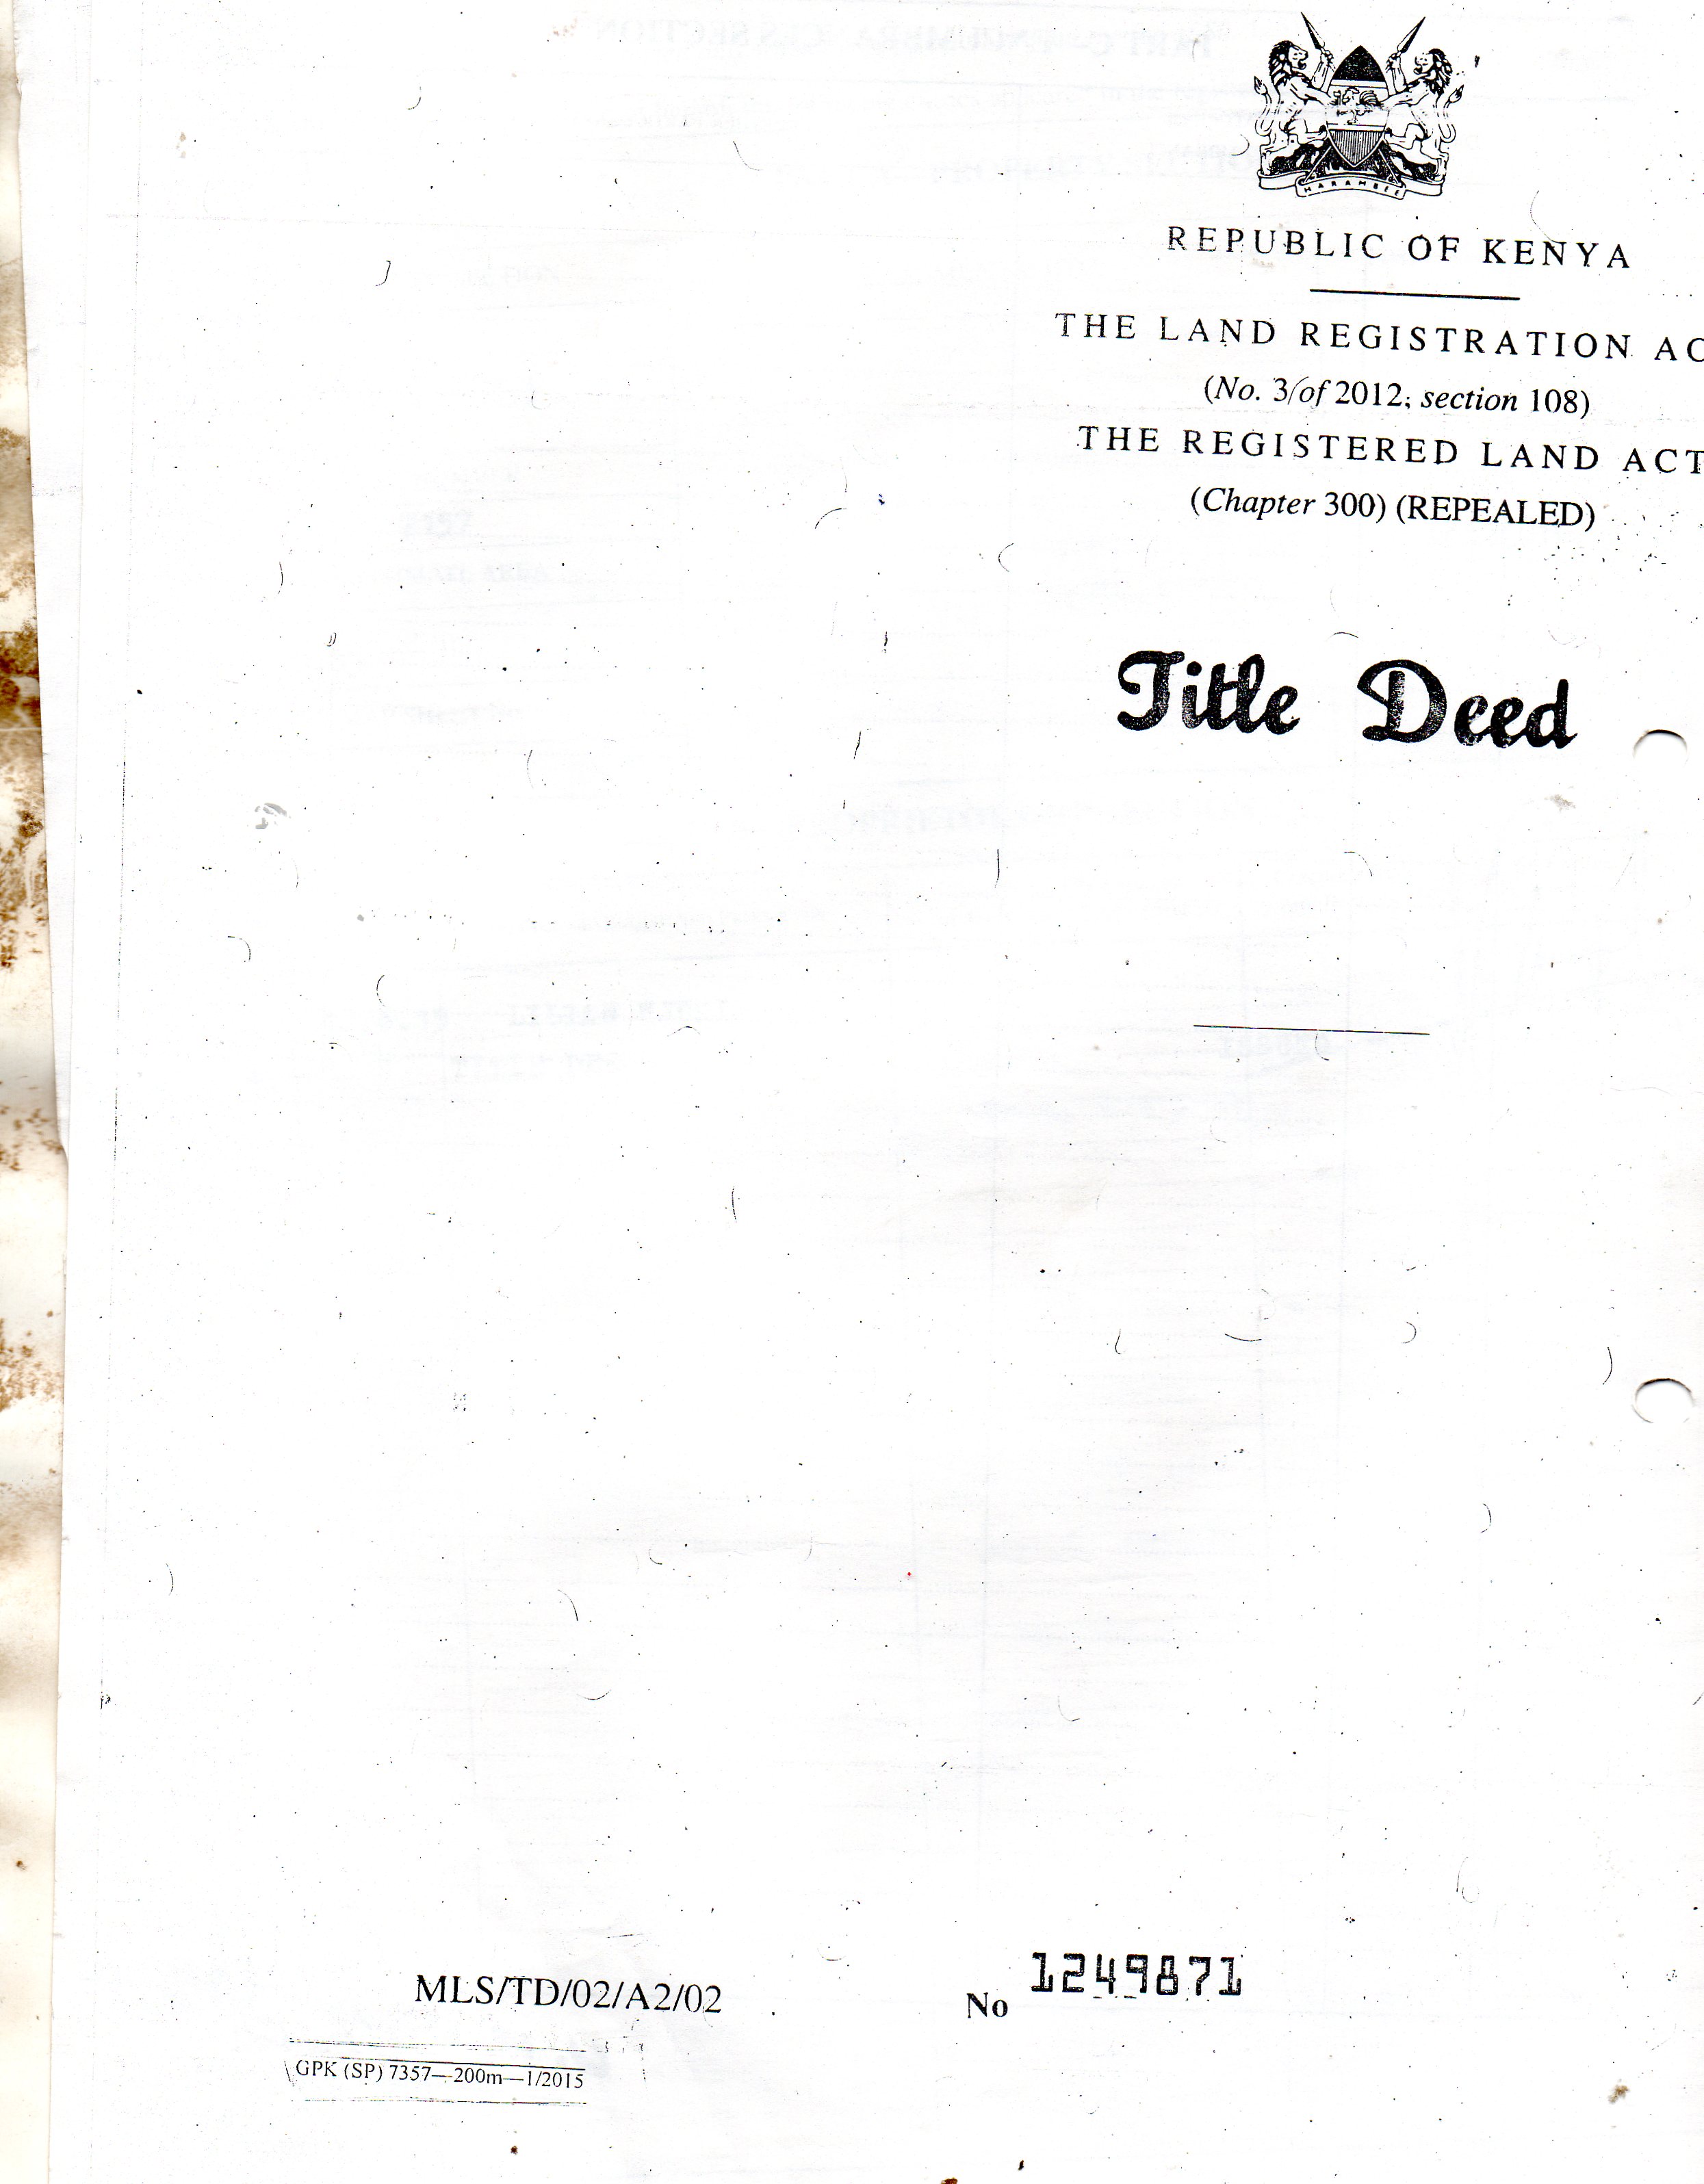 HARAMBEE
REPUBLIC OF KENYA
THE LAND REGISTRATION AC
(No. 3/of 2012, section 108)
THE REGISTERED LAND ACT
(Chapter 300) (REPEALED)
Title Deed
MLS/TD/02/A2/02
No 1249871
GPK (SP) 7357—200m—1/2015